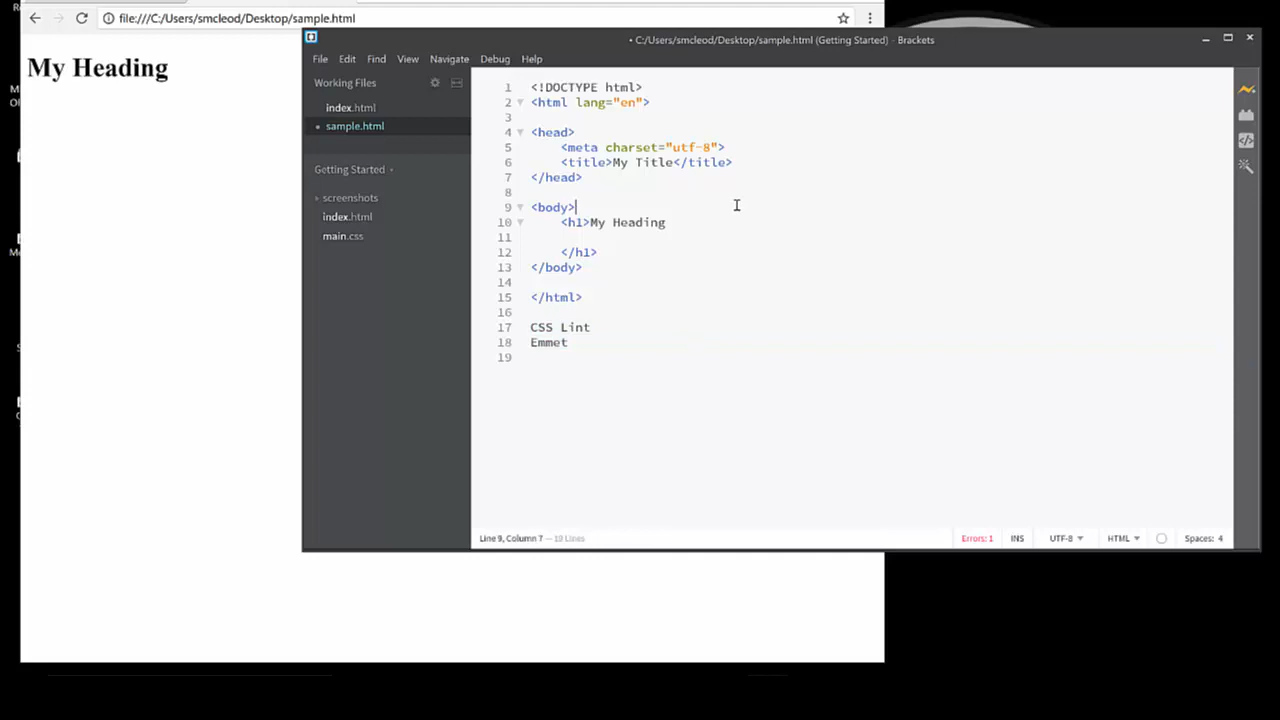 file:///C:/Users/smcleod/Desktop/sample.html
My Heading
• C:/Users/smcleod/Desktop/sample.html (Getting Started) - Brackets
File Edit Find View Navigate Debug Help
Working Files
index.html
• sample.html
Getting Started
screenshots
index.html
main.css
1 <!DOCTYPE html>
2 <html lang="en">
3
4 <head>
5 <meta charset="utf-8">
6 <title>My Title</title>
7 </head>
8
9 <body>
10 <h1>My Heading
11
12 </h1>
13 </body>
14
15 </html>
16
17 CSS Lint
18 Emmet
19
Line 9, Column 7 — 19 Lines
Errors: 1 INS UTF-8 HTML Spaces: 4